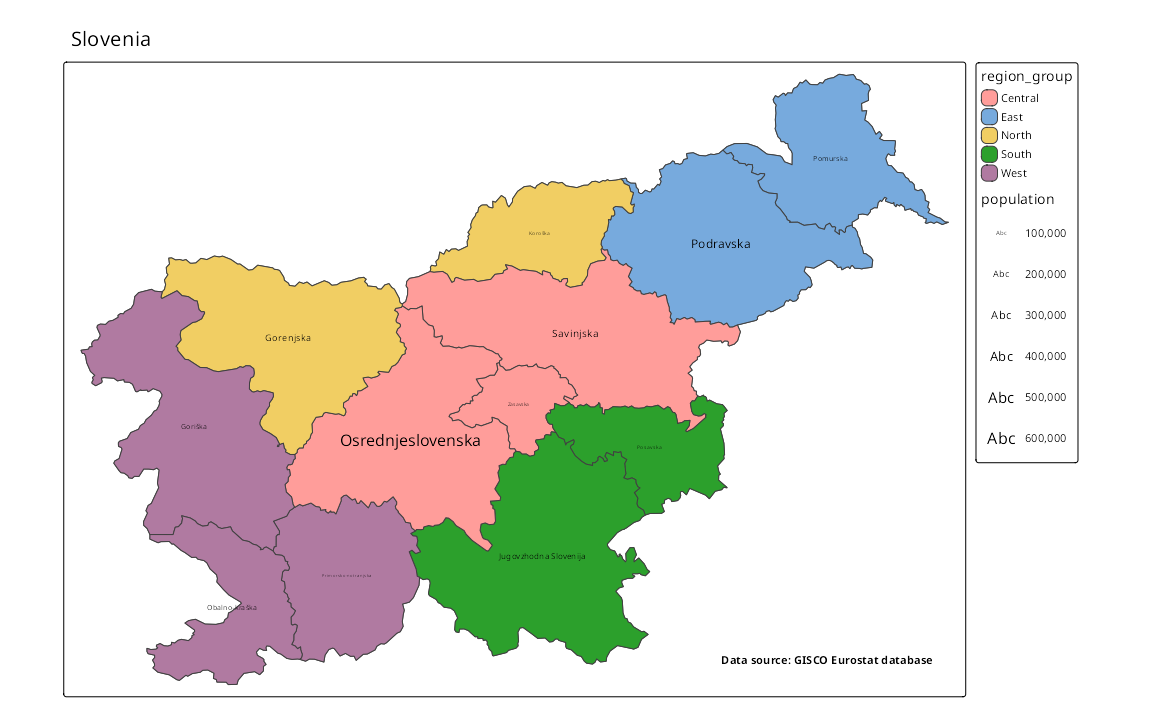 Slovenia
Pomurska
Koroška
Podravska
Gorenjska
Savinjska
Zasavska
Goriška
Osrednjeslovenska
Posavska
Jugovzhodna Slovenija
Primorsko-notranjska
Obalno-kraška
Data source: GISCO Eurostat database
region_group
Central
East
North
South
West
population
Abc 100,000
Abc 200,000
Abc 300,000
Abc 400,000
Abc 500,000
Abc 600,000